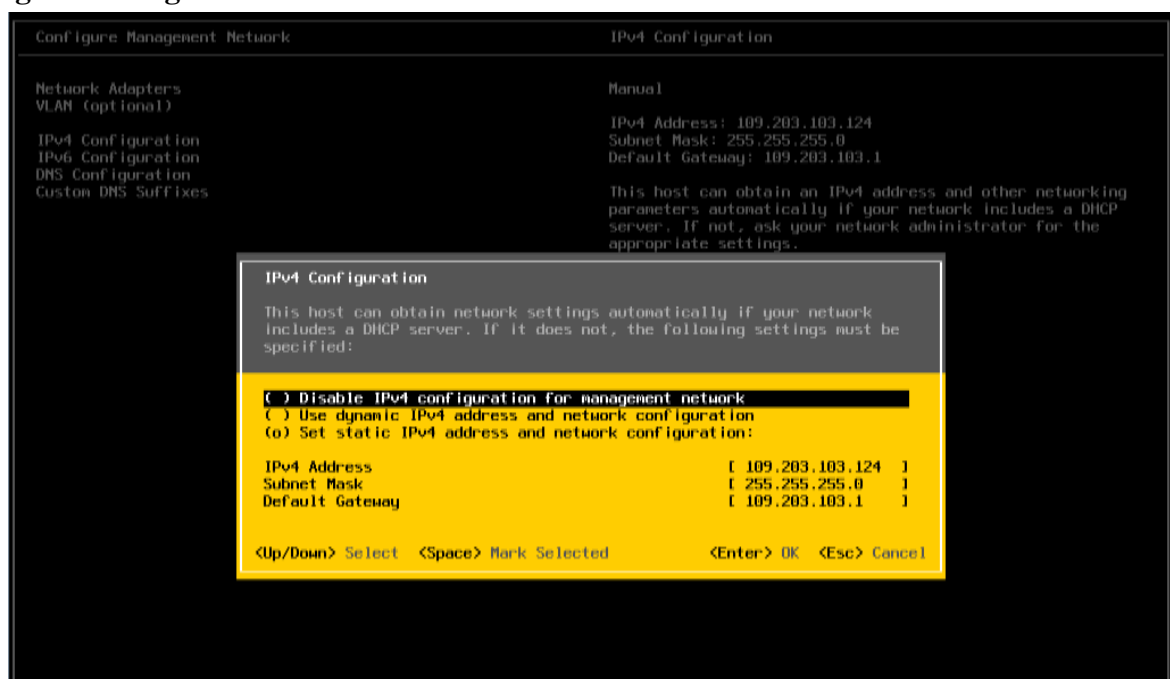 Configure Management Network
IPv4 Configuration
Network Adapters
VLAN (optional)
IPv4 Configuration
IPv6 Configuration
DNS Configuration
Custom DNS Suffixes
Manual
IPv4 Address: 109.203.103.124
Subnet Mask: 255.255.255.0
Default Gateway: 109.203.103.1
This host can obtain an IPv4 address and other networking
parameters automatically if your network includes a DHCP
server. If not, ask your network administrator for the
appropriate settings.
IPv4 Configuration
This host can obtain network settings automatically if your network
includes a DHCP server. If it does not, the following settings must be
specified:
( ) Disable IPv4 configuration for management network
( ) Use dynamic IPv4 address and network configuration
(o) Set static IPv4 address and network configuration:
IPv4 Address [ 109.203.103.124 ]
Subnet Mask [ 255.255.255.0 ]
Default Gateway [ 109.203.103.1 ]
<Up/Down> Select <Space> Mark Selected <Enter> OK <Esc> Cancel